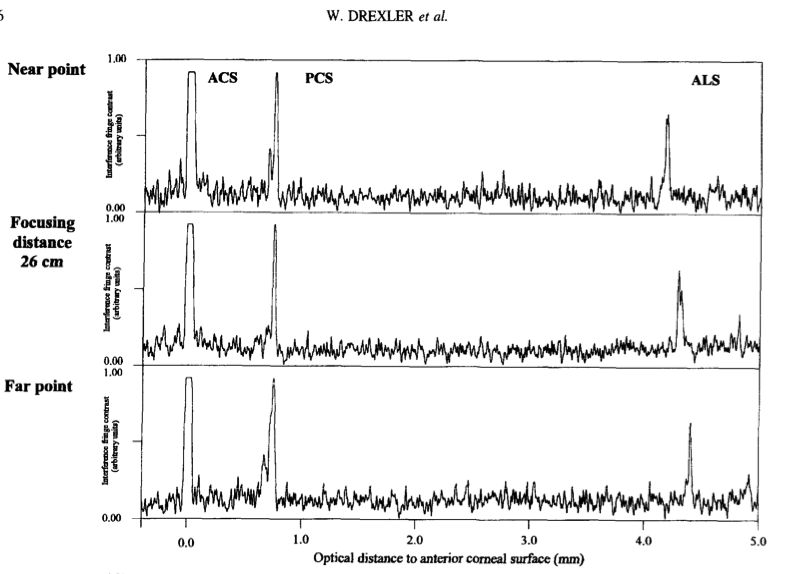 6
W. DREXLER et al.
Near point
1.00
ACS
PCS
ALS
Interference fringe contrast
(arbitrary units)
0.00
Focusing
distance
26 cm
1.00
Interference fringe contrast
(arbitrary units)
0.00
Far point
1.00
Interference fringe contrast
(arbitrary units)
0.00
0.0
1.0
2.0
3.0
4.0
5.0
Optical distance to anterior corneal surface (mm)